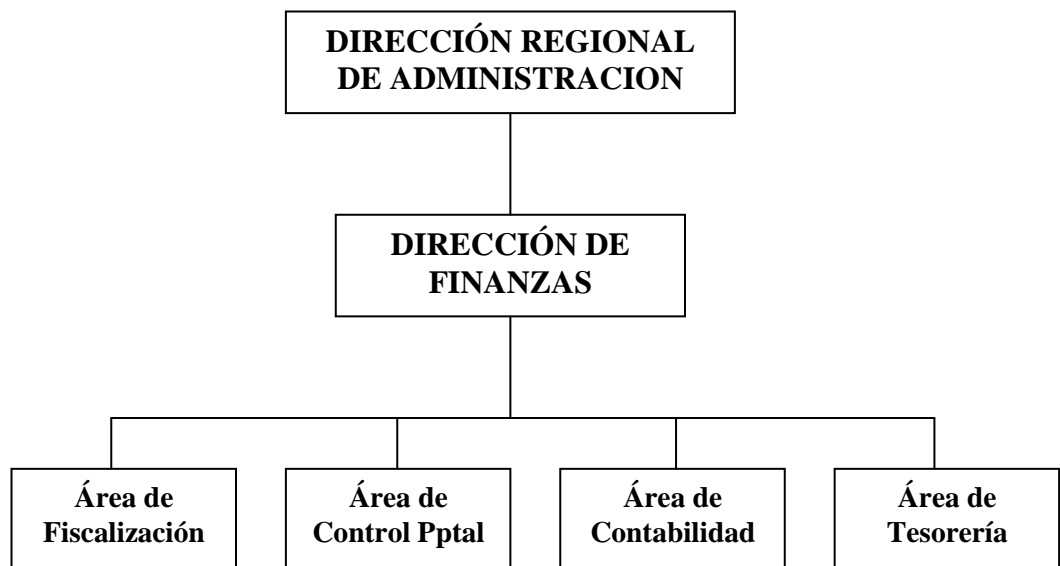 DIRECCIÓN REGIONAL
DE ADMINISTRACION
DIRECCIÓN DE
FINANZAS
Área de
Fiscalización
Área de
Control Pptal
Área de
Contabilidad
Área de
Tesorería